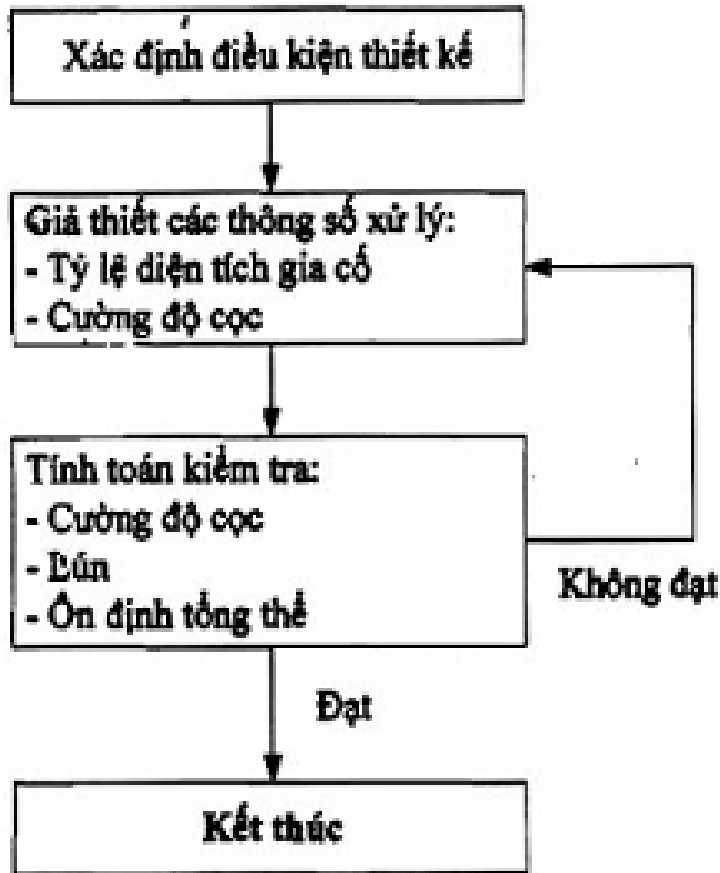 Xác định điều kiện thiết kế
Giả thiết các thông số xử lý:
- Tỷ lệ diện tích gia cố
- Cường độ cọc
Tính toán kiểm tra:
- Cường độ cọc
- Lún
- Ổn định tổng thể
Không đạt
Đạt
Kết thúc